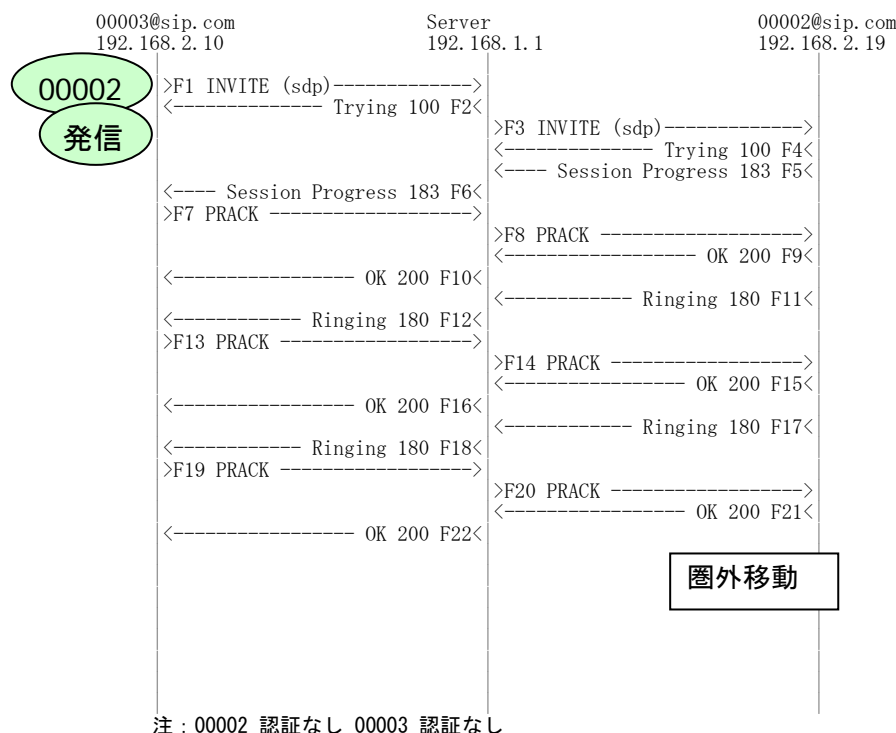 00003@sip.com Server 00002@sip.com
192.168.2.10 192.168.1.1 192.168.2.19
00002
発信
>F1 INVITE (sdp)------------->
<-------------- Trying 100 F2<
>F3 INVITE (sdp)------------->
<-------------- Trying 100 F4<
<---- Session Progress 183 F5<
<---- Session Progress 183 F6<
>F7 PRACK ------------------->
>F8 PRACK ------------------->
<------------------ OK 200 F9<
<----------------- OK 200 F10<
<------------ Ringing 180 F11<
<------------ Ringing 180 F12<
>F13 PRACK ------------------>
>F14 PRACK ------------------>
<----------------- OK 200 F15<
<----------------- OK 200 F16<
<------------ Ringing 180 F17<
<------------ Ringing 180 F18<
>F19 PRACK ------------------>
>F20 PRACK ------------------>
<----------------- OK 200 F21<
<----------------- OK 200 F22<
圏外移動
注：00002 認証なし 00003 認証なし